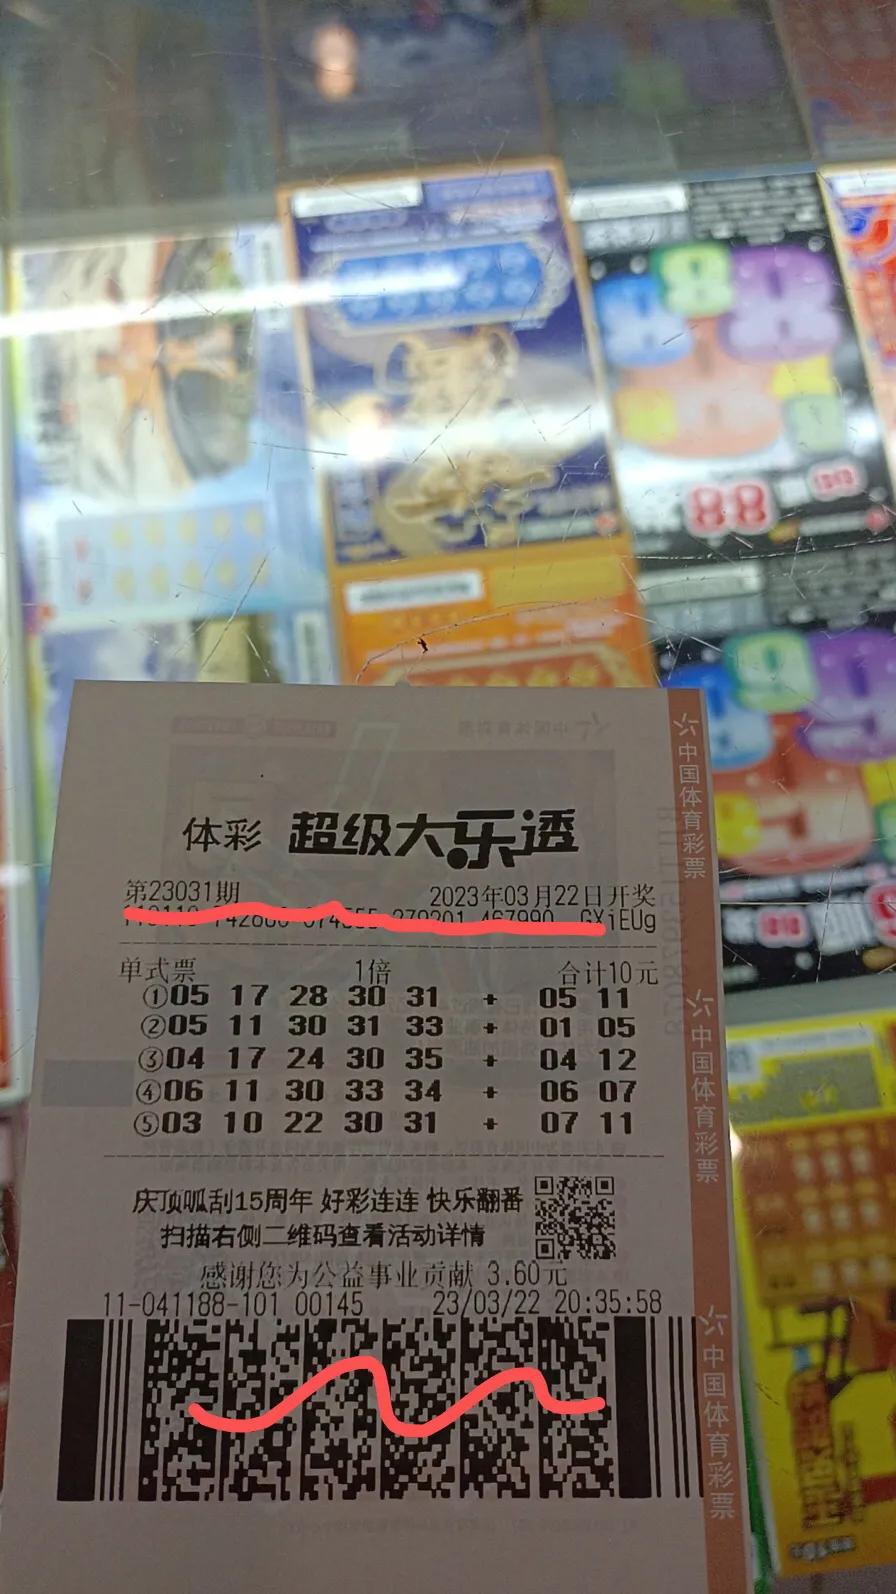 88
体彩 超级大乐透
第23031期 2023年03月22日开奖
GXjEUg
单式票 1倍 合计10元
①05 17 28 30 31 + 05 11
②05 11 30 31 33 + 01 05
③04 17 24 30 35 + 04 12
④06 11 30 33 34 + 06 07
⑤03 10 22 30 31 + 07 11
庆顶呱刮15周年 好彩连连 快乐翻番
扫描右侧二维码查看活动详情
感谢您为公益事业贡献 3.60元
11-041188-101 00145 23/03/22 20:35:58
中国体育彩票
中国体育彩票
中国体育彩票